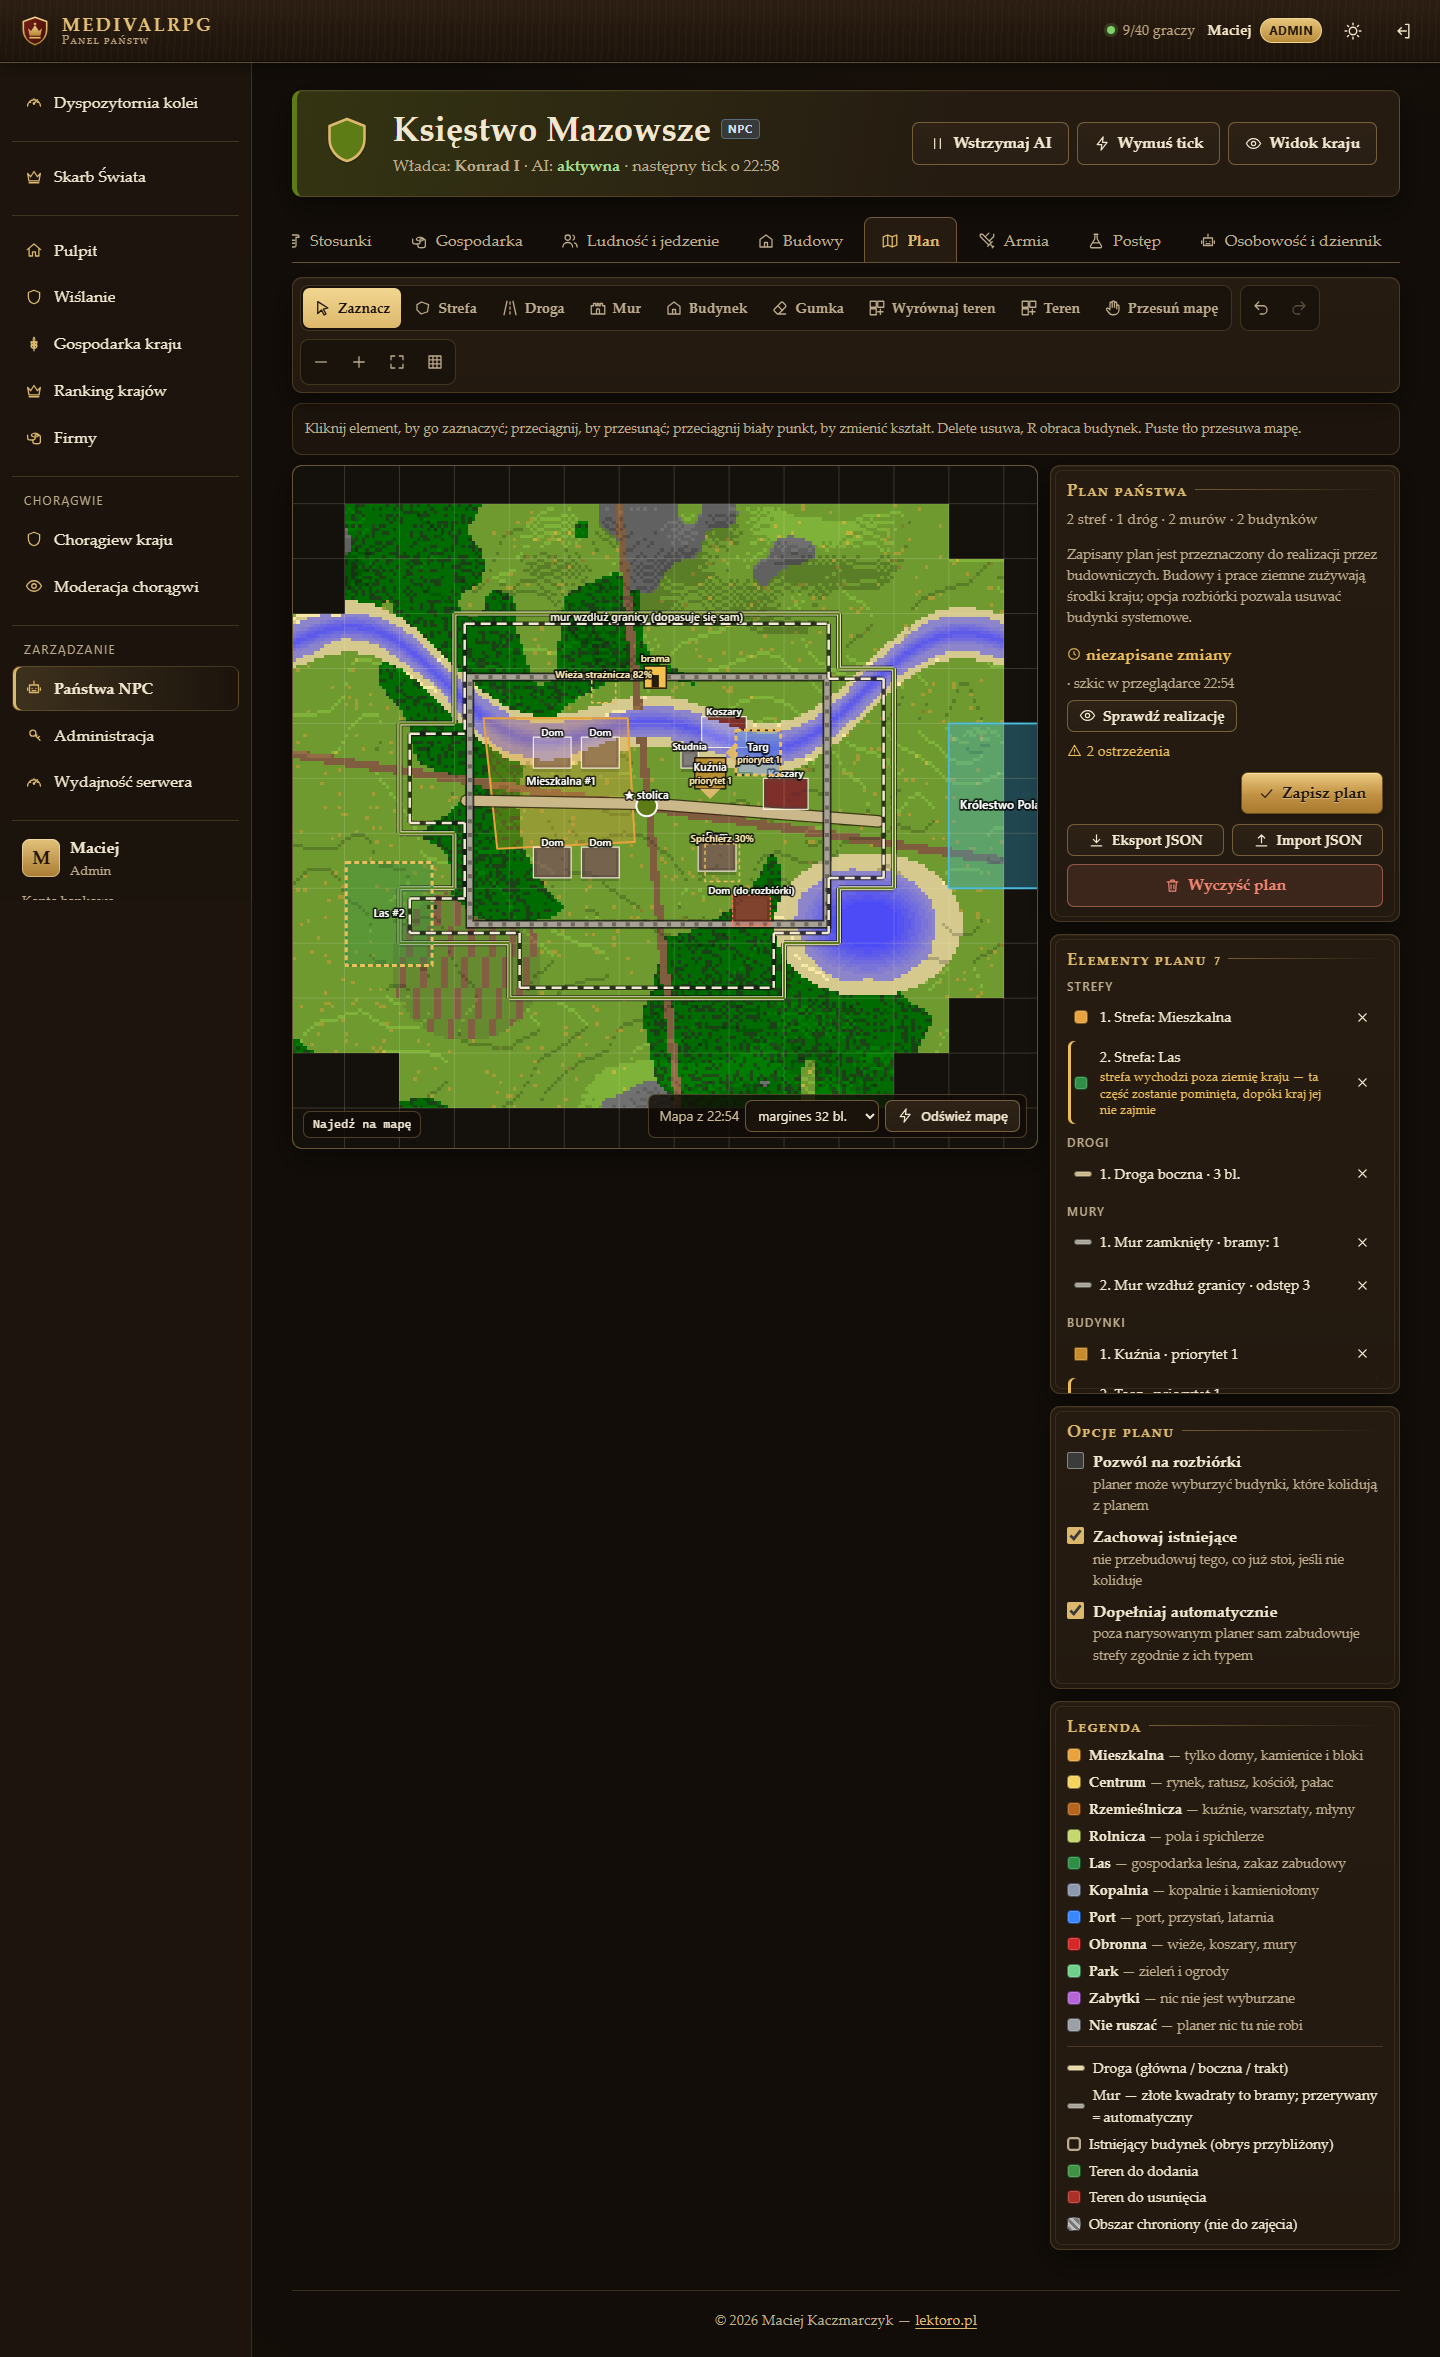 MEDIVALRPG
Panel państw
9/40 graczy
Maciej
ADMIN
Dyspozytornia kolei
Skarb Świata
Pulpit
Wiślanie
Gospodarka kraju
Ranking krajów
Firmy
CHORĄGWIE
Chorągiew kraju
Moderacja chorągwi
ZARZĄDZANIE
Państwa NPC
Administracja
Wydajność serwera
M
Maciej
Admin
Księstwo Mazowsze
NPC
Władca: Konrad I · AI: aktywna · następny tick o 22:58
Wstrzymaj AI
Wymuś tick
Widok kraju
Stosunki
Gospodarka
Ludność i jedzenie
Budowy
Plan
Armia
Postęp
Osobowość i dziennik
Zaznacz
Strefa
Droga
Mur
Budynek
Gumka
Wyrównaj teren
Teren
Przesuń mapę
Kliknij element, by go zaznaczyć; przeciągnij, by przesunąć; przeciągnij biały punkt, by zmienić kształt. Delete usuwa, R obraca budynek. Puste tło przesuwa mapę.
mur wzdłuż granicy (dopasuje się sam)
brama
Wieża strażnicza 82%
Koszary
Dom
Dom
Studnia
Targ
priorytet 1
Kuźnia
priorytet 1
Koszary
Mieszkalna #1
★ stolica
Królestwo Pola
Dom
Dom
Spichlerz 30%
Dom (do rozbiórki)
Las #2
Najedź na mapę
Mapa z 22:54
margines 32 bl.
Odśwież mapę
Plan państwa
2 stref · 1 dróg · 2 murów · 2 budynków
Zapisany plan jest przeznaczony do realizacji przez
budowniczych. Budowy i prace ziemne zużywają
środki kraju; opcja rozbiórki pozwala usuwać
budynki systemowe.
niezapisane zmiany
· szkic w przeglądarce 22:54
Sprawdź realizację
2 ostrzeżenia
Zapisz plan
Eksport JSON
Import JSON
Wyczyść plan
Elementy planu 7
STREFY
1. Strefa: Mieszkalna
2. Strefa: Las
strefa wychodzi poza ziemię kraju — ta
część zostanie pominięta, dopóki kraj jej
nie zajmie
DROGI
1. Droga boczna · 3 bl.
MURY
1. Mur zamknięty · bramy: 1
2. Mur wzdłuż granicy · odstęp 3
BUDYNKI
1. Kuźnia · priorytet 1
Opcje planu
Pozwól na rozbiórki
planer może wyburzyć budynki, które kolidują
z planem
Zachowaj istniejące
nie przebudowuj tego, co już stoi, jeśli nie
koliduje
Dopełniaj automatycznie
poza narysowanym planer sam zabudowuje
strefy zgodnie z ich typem
Legenda
Mieszkalna — tylko domy, kamienice i bloki
Centrum — rynek, ratusz, kościół, pałac
Rzemieślnicza — kuźnie, warsztaty, młyny
Rolnicza — pola i spichlerze
Las — gospodarka leśna, zakaz zabudowy
Kopalnia — kopalnie i kamieniołomy
Port — port, przystań, latarnia
Obronna — wieże, koszary, mury
Park — zieleń i ogrody
Zabytki — nic nie jest wyburzane
Nie ruszać — planer nic tu nie robi
Droga (główna / boczna / trakt)
Mur — złote kwadraty to bramy; przerywany
= automatyczny
Istniejący budynek (obrys przybliżony)
Teren do dodania
Teren do usunięcia
Obszar chroniony (nie do zajęcia)
© 2026 Maciej Kaczmarczyk — lektoro.pl